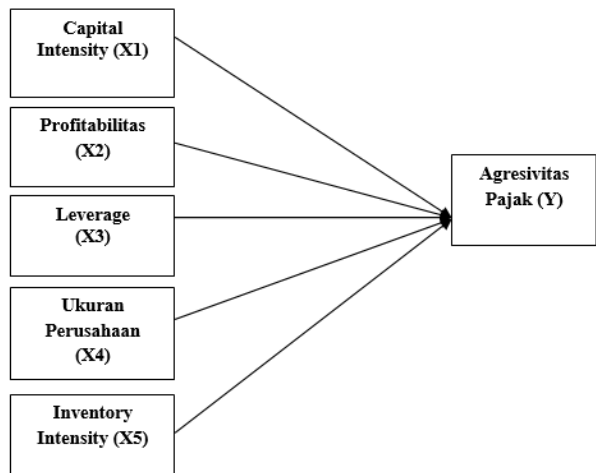 Capital
Intensity (X1)
Profitabilitas
(X2)
Leverage
(X3)
Ukuran
Perusahaan
(X4)
Inventory
Intensity (X5)
Agresivitas
Pajak (Y)